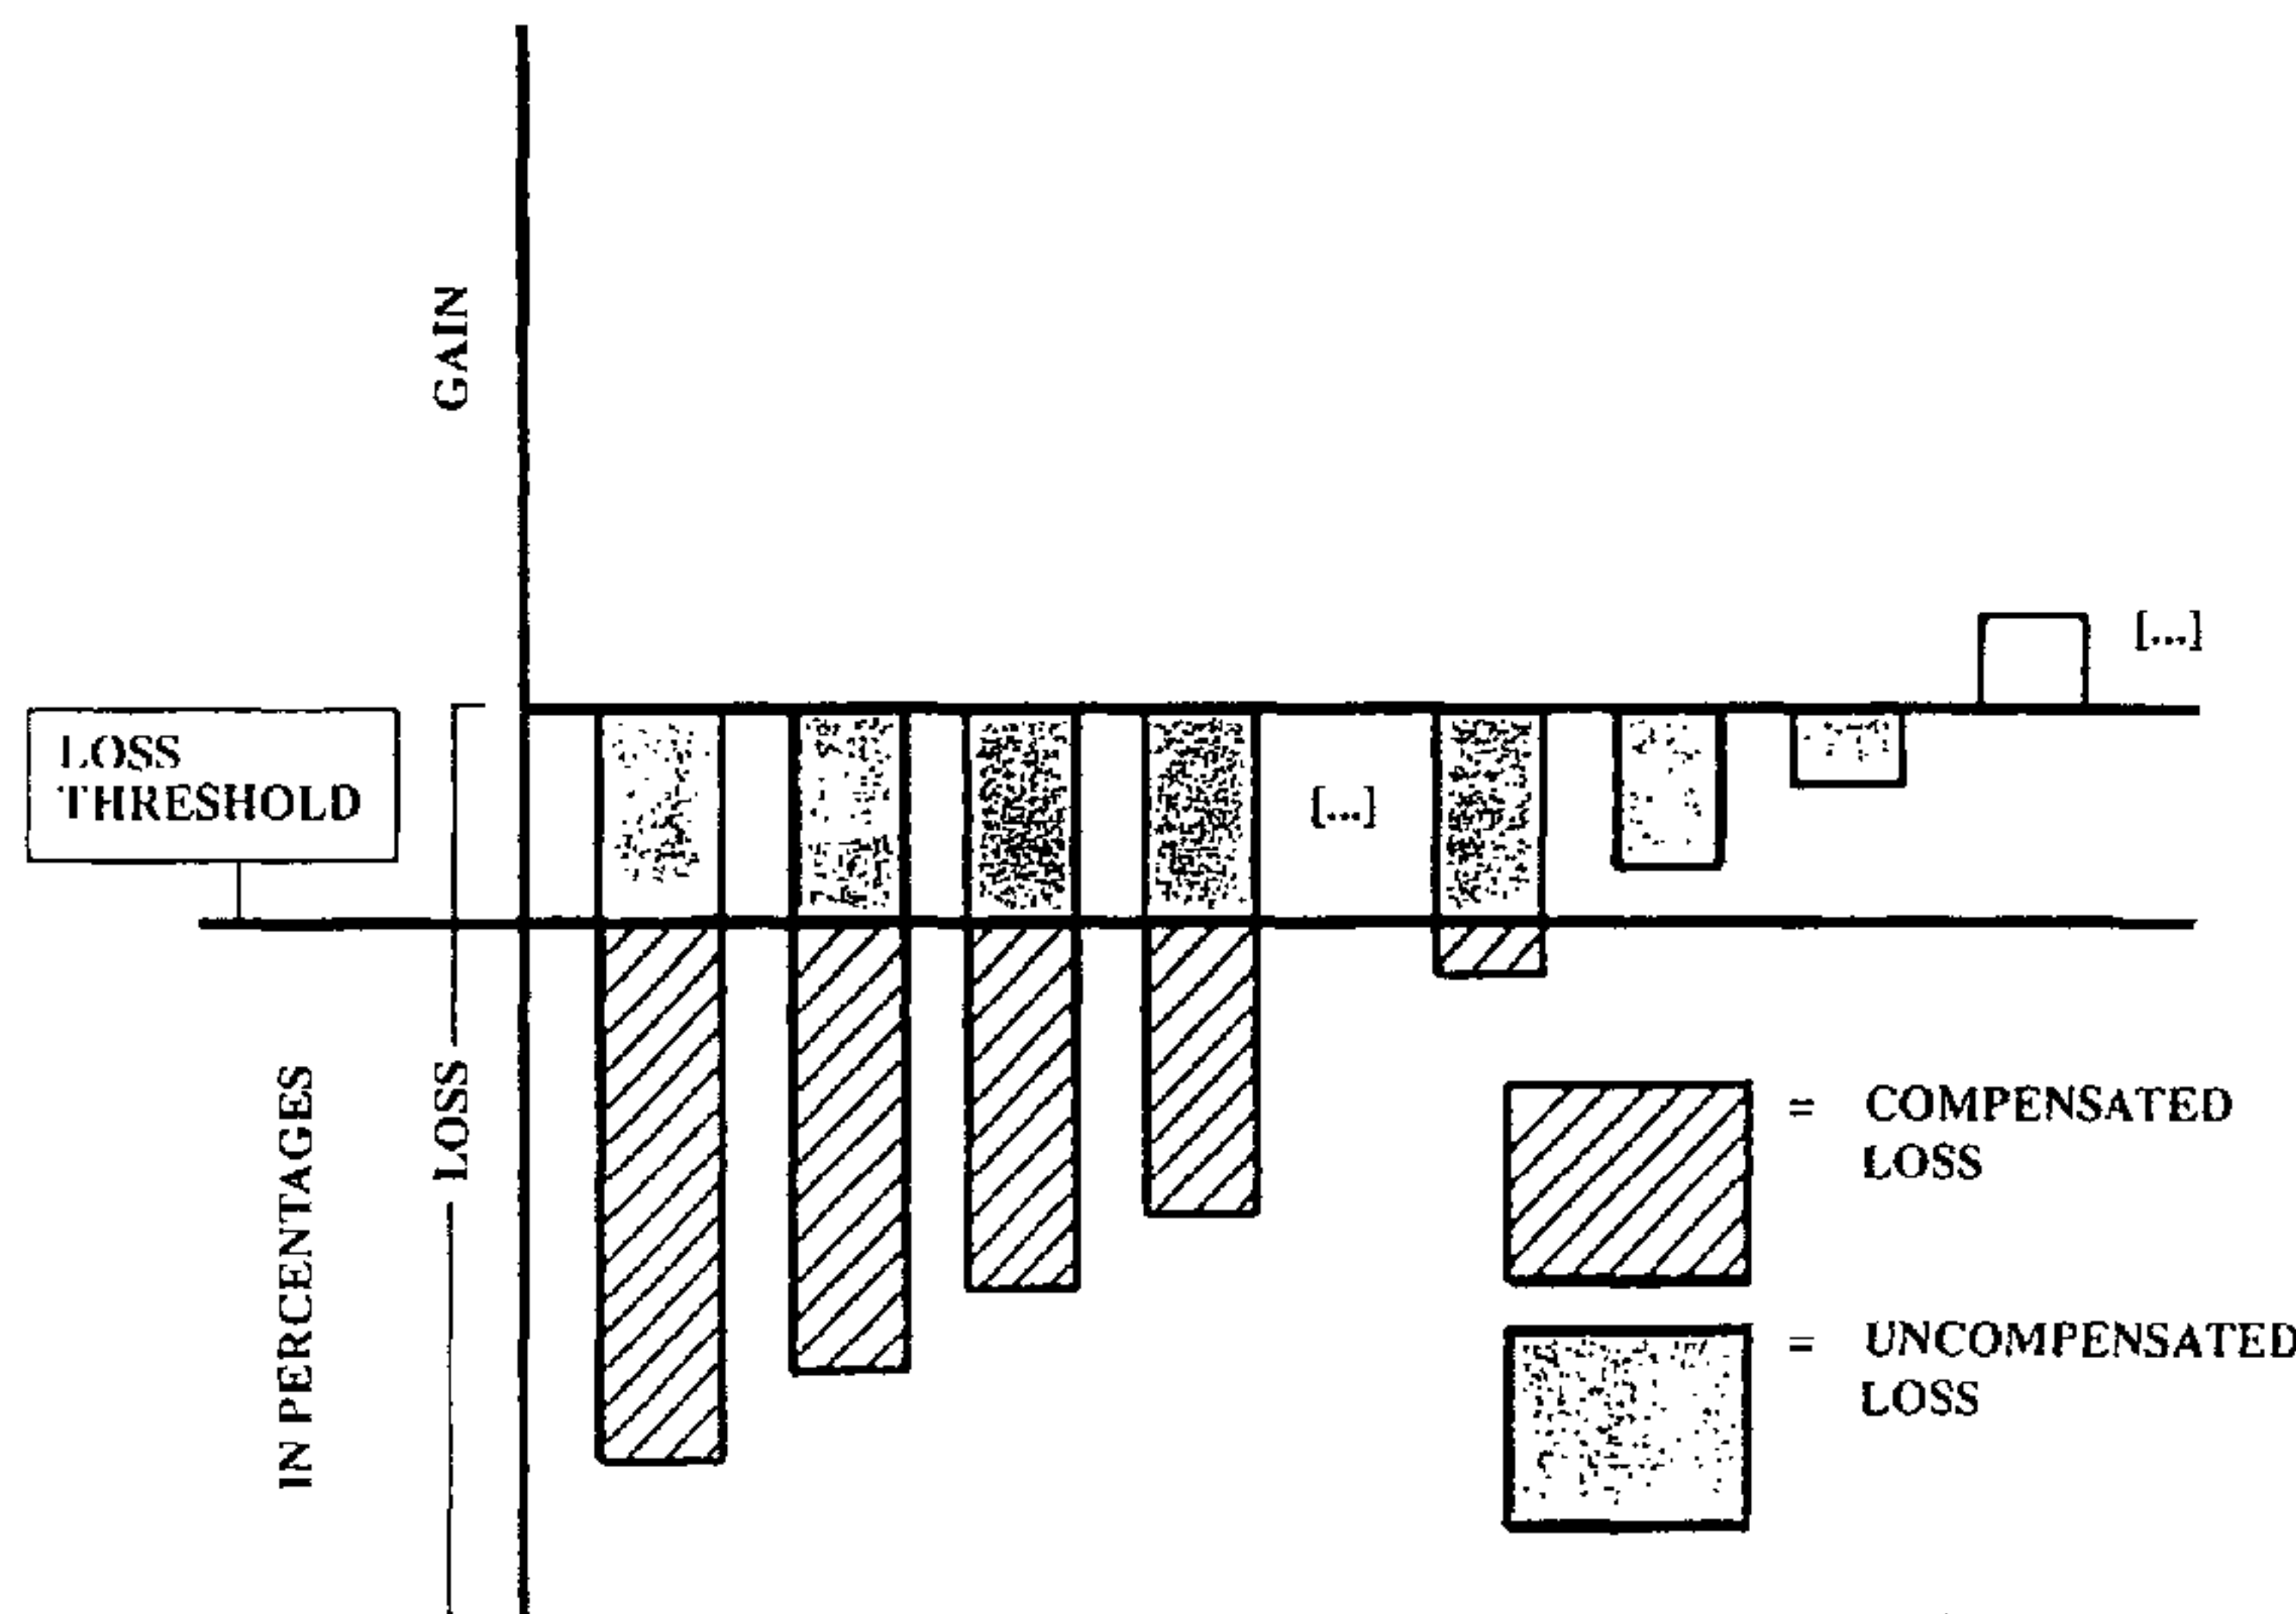 GAIN
[...]
LOSS
THRESHOLD
[...]
IN PERCENTAGES
LOSS
= COMPENSATED
LOSS
= UNCOMPENSATED
LOSS